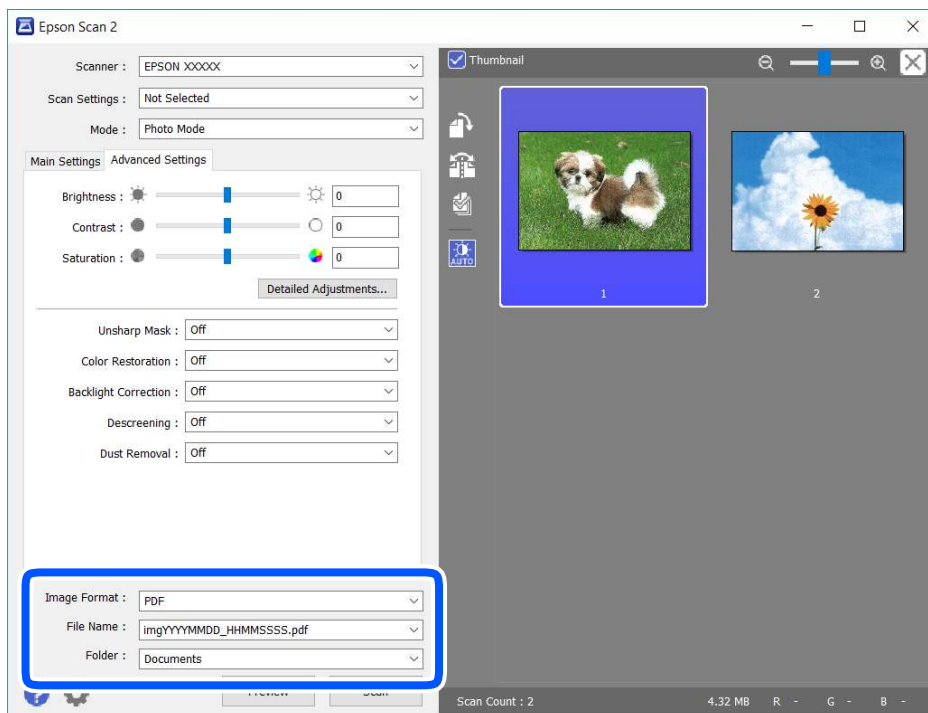 Epson Scan 2
Scanner : EPSON XXXXX
Scan Settings : Not Selected
Mode : Photo Mode
Main Settings Advanced Settings
Brightness : 0
Contrast : 0
Saturation : 0
Detailed Adjustments...
Unsharp Mask : Off
Color Restoration : Off
Backlight Correction : Off
Descreening : Off
Dust Removal : Off
Image Format : PDF
File Name : imgYYYYMMDD_HHMMSSSS.pdf
Folder : Documents
Preview Scan
Thumbnail
AUTO
1 2
Scan Count : 2 4.32 MB R - G - B -